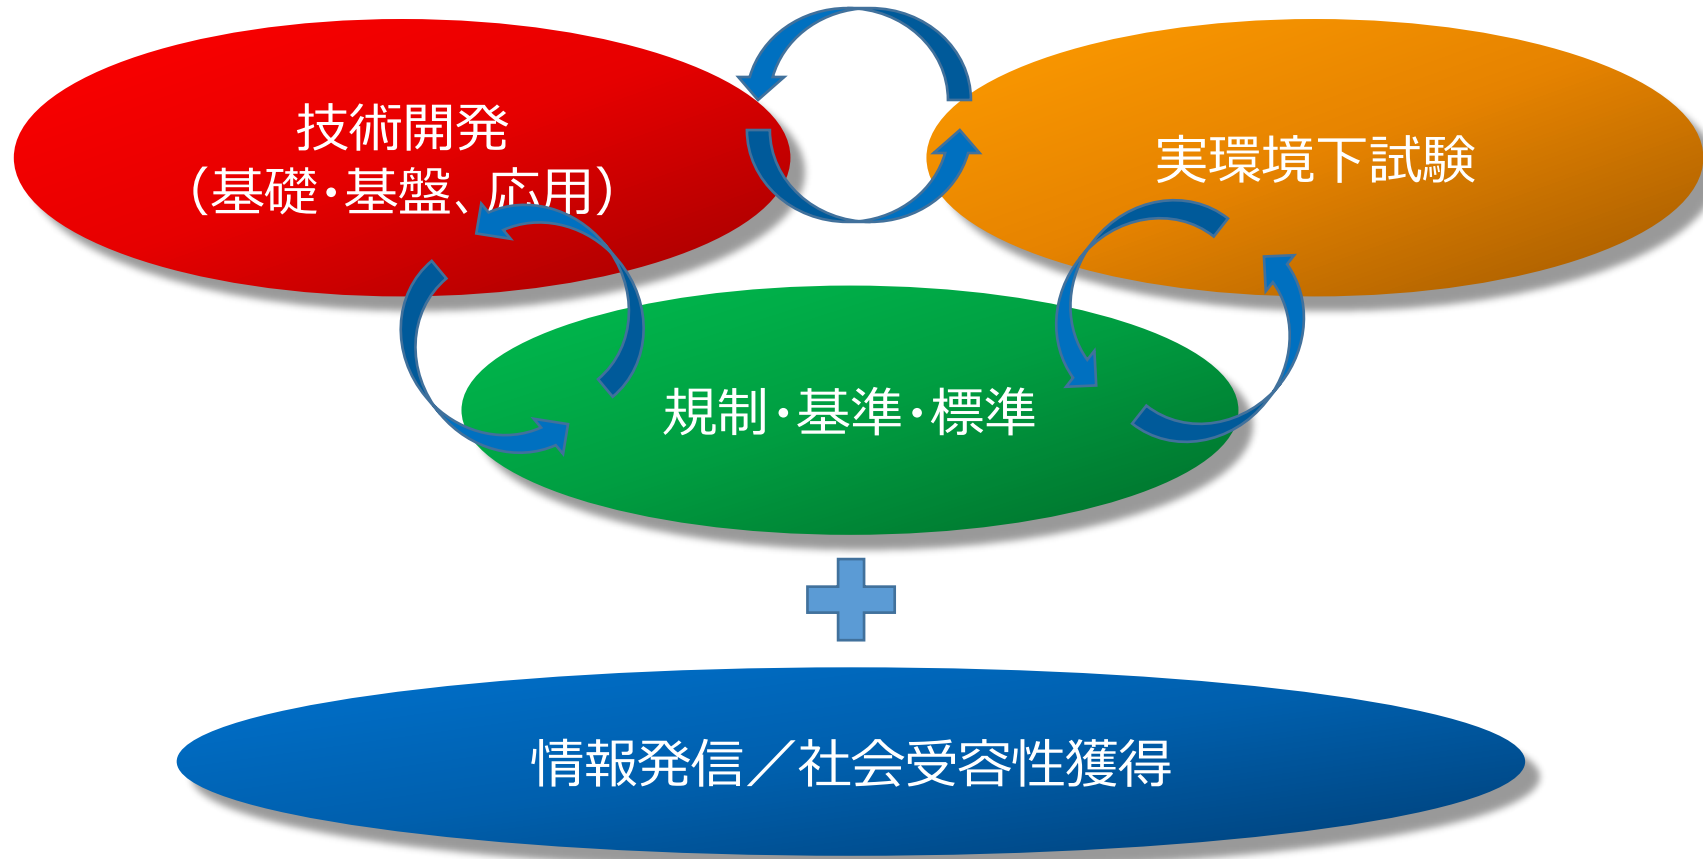 技術開発
（基礎・基盤、応用）
実環境下試験
規制・基準・標準
情報発信／社会受容性獲得